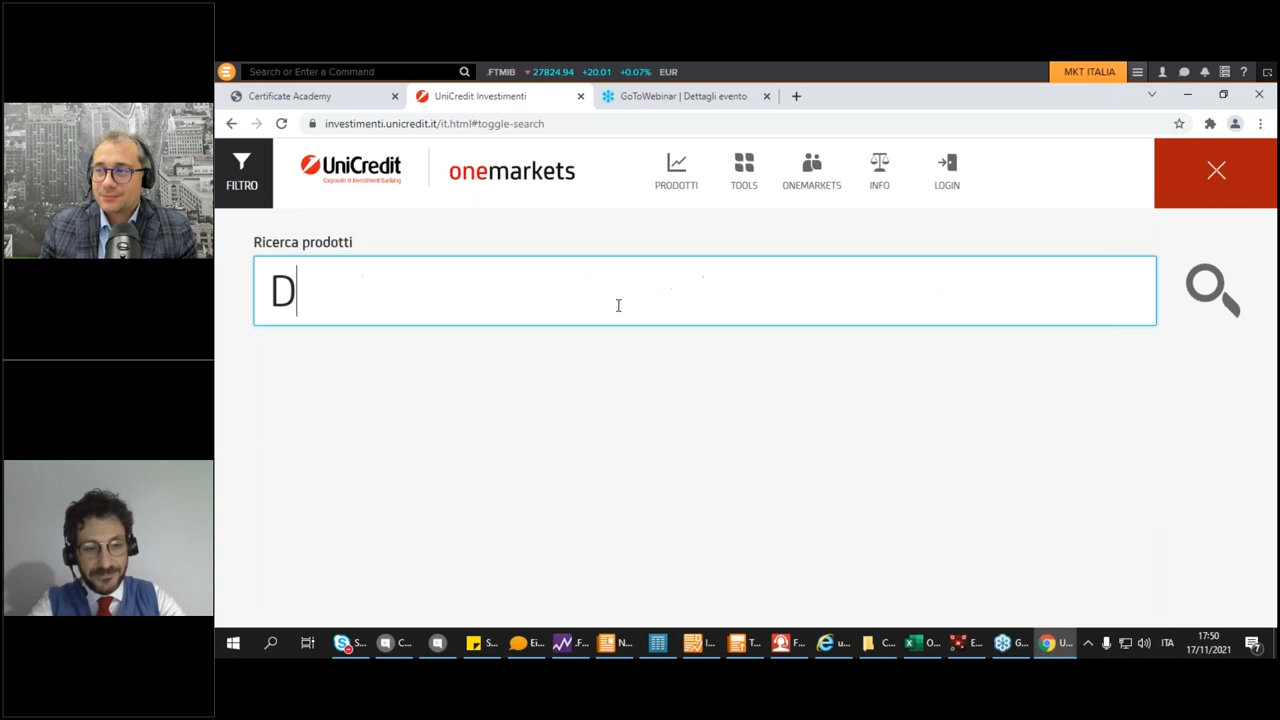 Search or Enter a Command
.FTMIB 27824.94 +20.01 +0.07% EUR
MKT ITALIA
?
Certificate Academy
UniCredit Investimenti
GoToWebinar | Dettagli evento
investimenti.unicredit.it/it.html#toggle-search
FILTRO
UniCredit
Corporate & Investment Banking
onemarkets
PRODOTTI
TOOLS
ONEMARKETS
INFO
LOGIN
Ricerca prodotti
D
S...
C...
S...
Ei...
.F...
N...
I...
T...
F...
u...
C...
O...
E...
G...
U...
ITA
17:50
17/11/2021
7